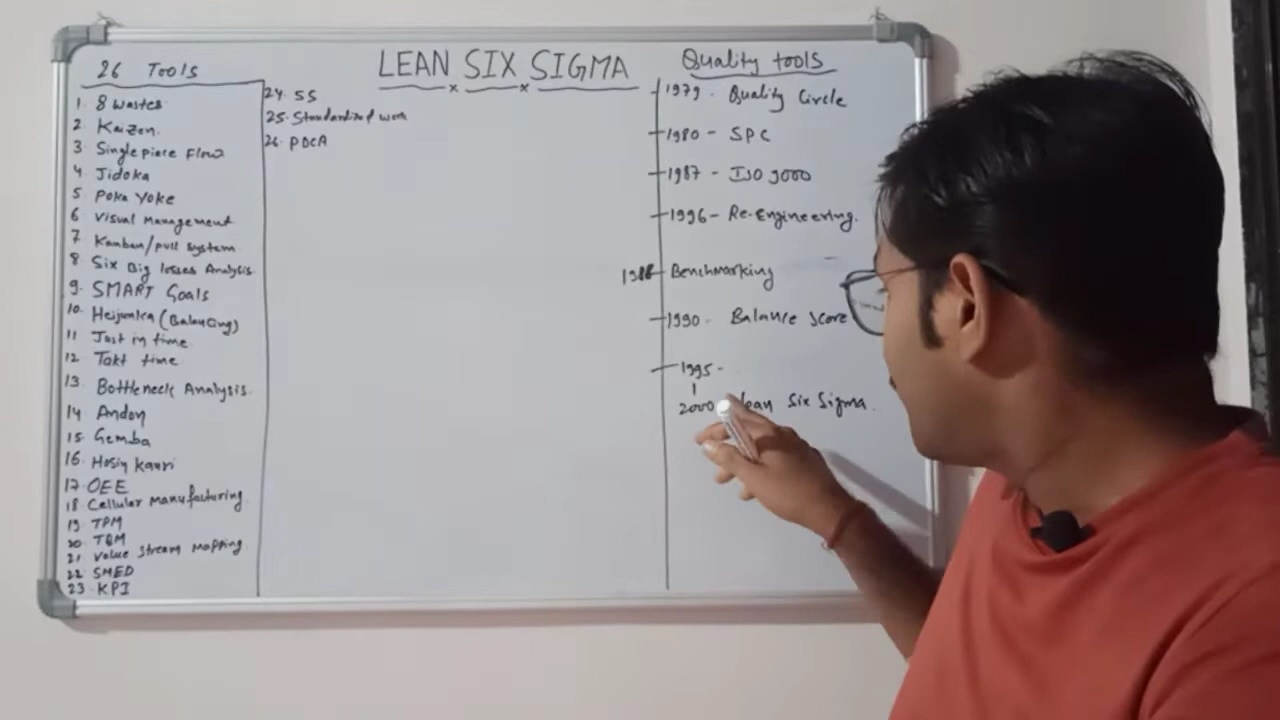 LEAN SIX SIGMA
26 Tools
1. 8 wastes
2. Kaizen.
3. Single piece Flow
4. Jidoka
5. Poka Yoke
6 Visual Management
7. Kanban/pull system
8 Six Big losses Analysis
9. SMART Goals
10. Heijunka (Balancing)
11 Just in time
12 Takt time
13. Bottleneck Analysis.
14 Andon
15. Gemba
16. Hosin Kanri
17. OEE
18. Cellular Manufacturing
19. TPM
20. TQM
21 Value Stream Mapping
22 SMED
23. KPI
24. 5S
25. Standardized work
26. PDCA
Quality tools
1979 - Quality Circle
1980 - SPC
1987 - ISO 9000
1996 - Re-Engineering.
Benchmarking
1990 - Balance Score
1995 -
2000 Lean Six Sigma.